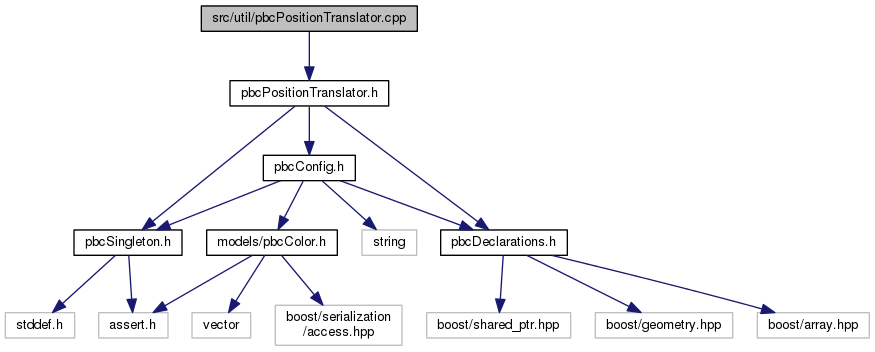 src/util/pbcPositionTranslator.cpp
pbcPositionTranslator.h
pbcConfig.h
pbcSingleton.h
models/pbcColor.h
string
pbcDeclarations.h
stddef.h
assert.h
vector
boost/serialization
/access.hpp
boost/shared_ptr.hpp
boost/geometry.hpp
boost/array.hpp